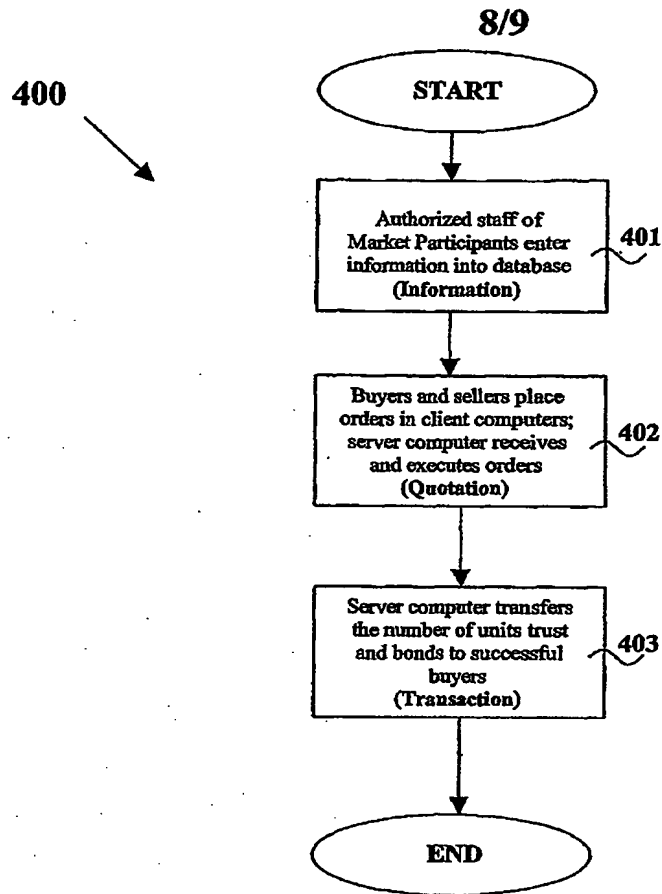 8/9
400
START
Authorized staff of
Market Participants enter
information into database
(Information)
401
Buyers and sellers place
orders in client computers;
server computer receives
and executes orders
(Quotation)
402
Server computer transfers
the number of units trust
and bonds to successful
buyers
(Transaction)
403
END